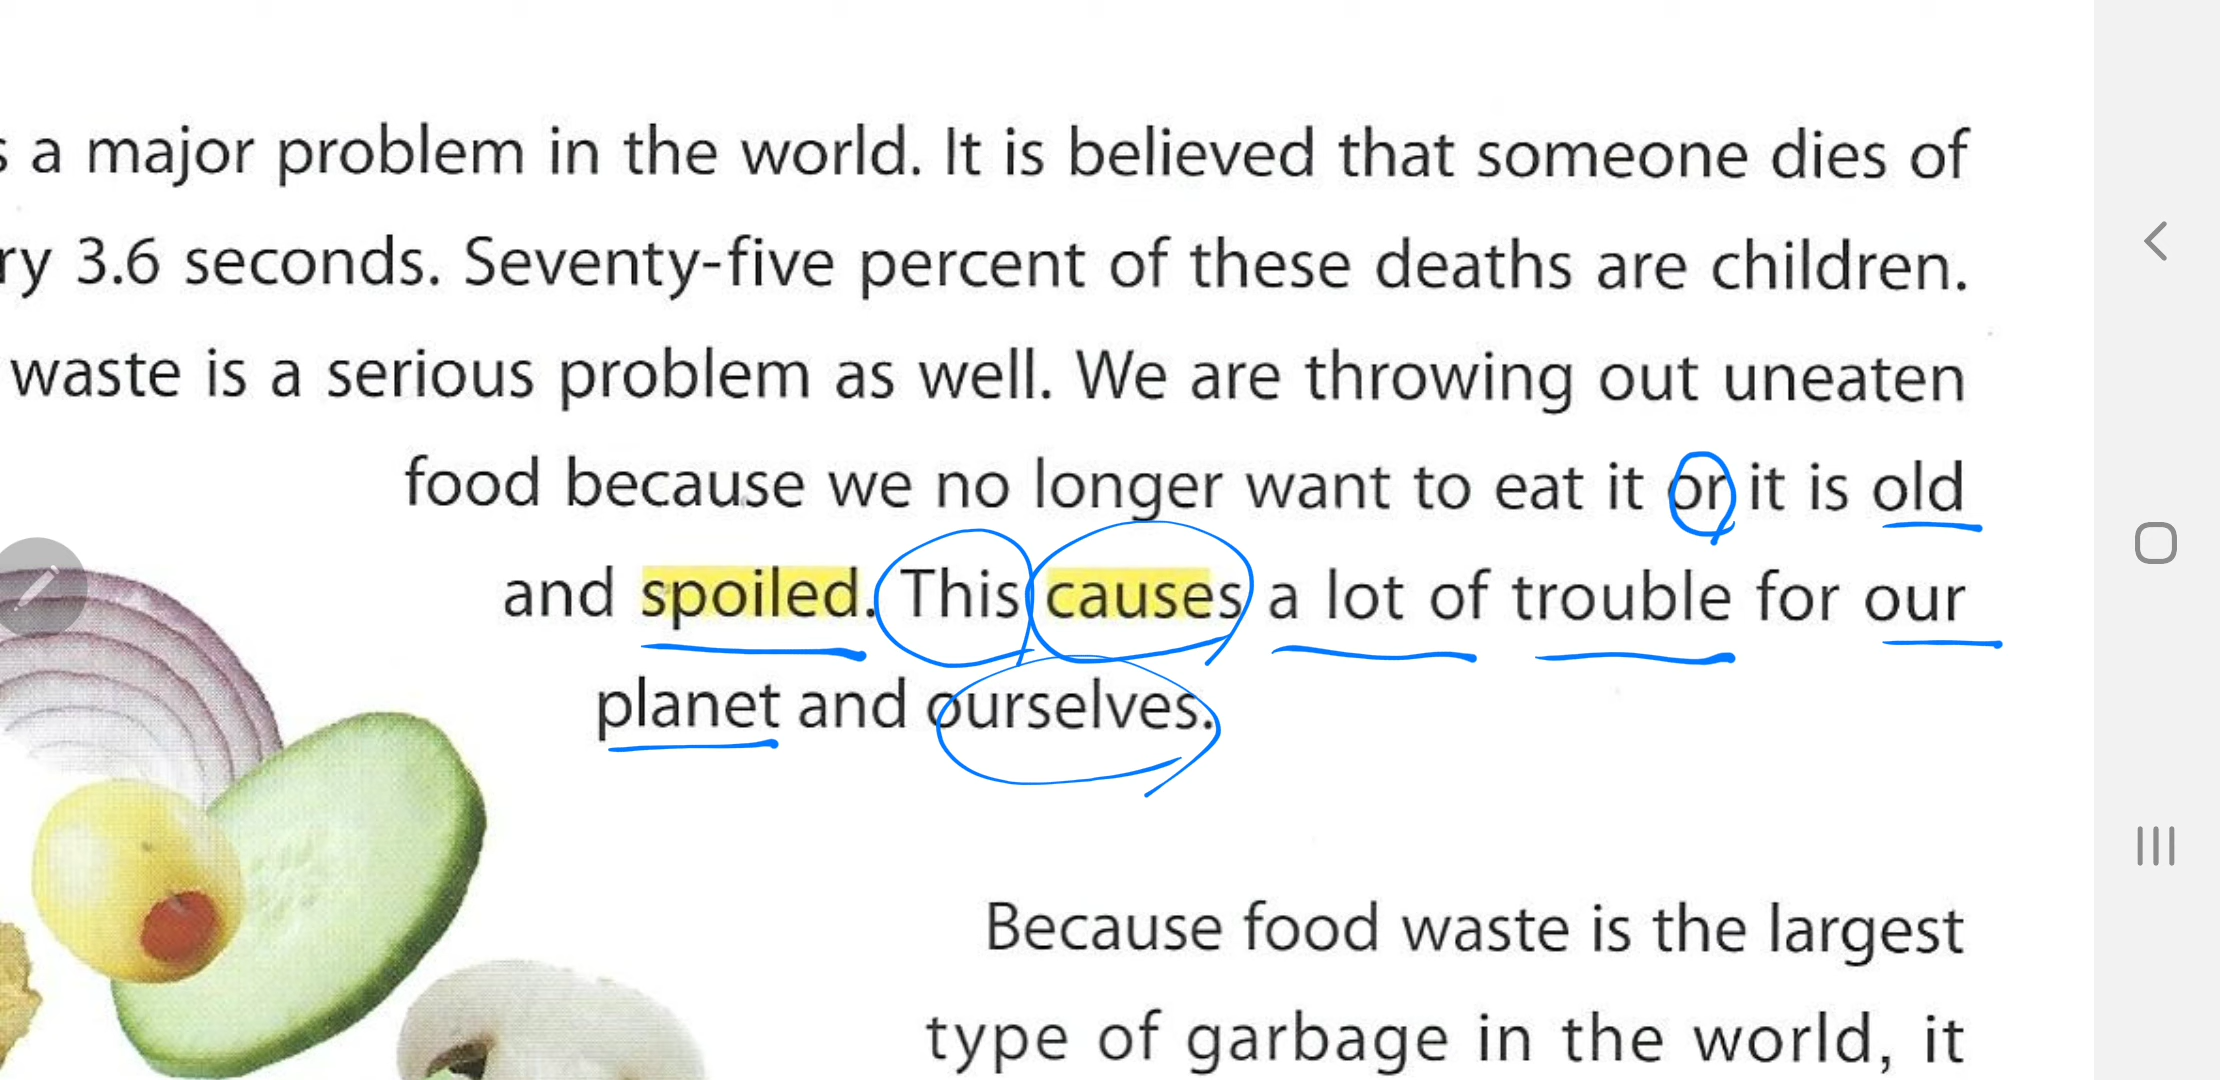 a major problem in the world. It is believed that someone dies of
3.6 seconds. Seventy-five percent of these deaths are children.
waste is a serious problem as well. We are throwing out uneaten
food because we no longer want to eat it or it is old
and spoiled. This causes a lot of trouble for our
planet and ourselves.
Because food waste is the largest
type of garbage in the world, it